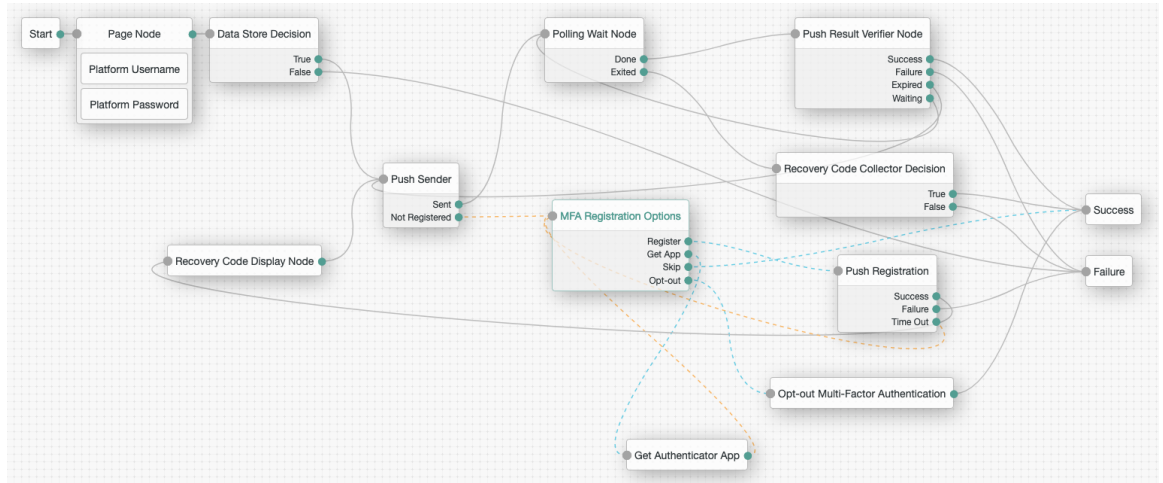 Start
Page Node
Platform Username
Platform Password
Data Store Decision
True
False
Polling Wait Node
Done
Exited
Push Result Verifier Node
Success
Failure
Expired
Waiting
Push Sender
Sent
Not Registered
Recovery Code Collector Decision
True
False
MFA Registration Options
Register
Get App
Skip
Opt-out
Success
Recovery Code Display Node
Push Registration
Success
Failure
Time Out
Failure
Opt-out Multi-Factor Authentication
Get Authenticator App